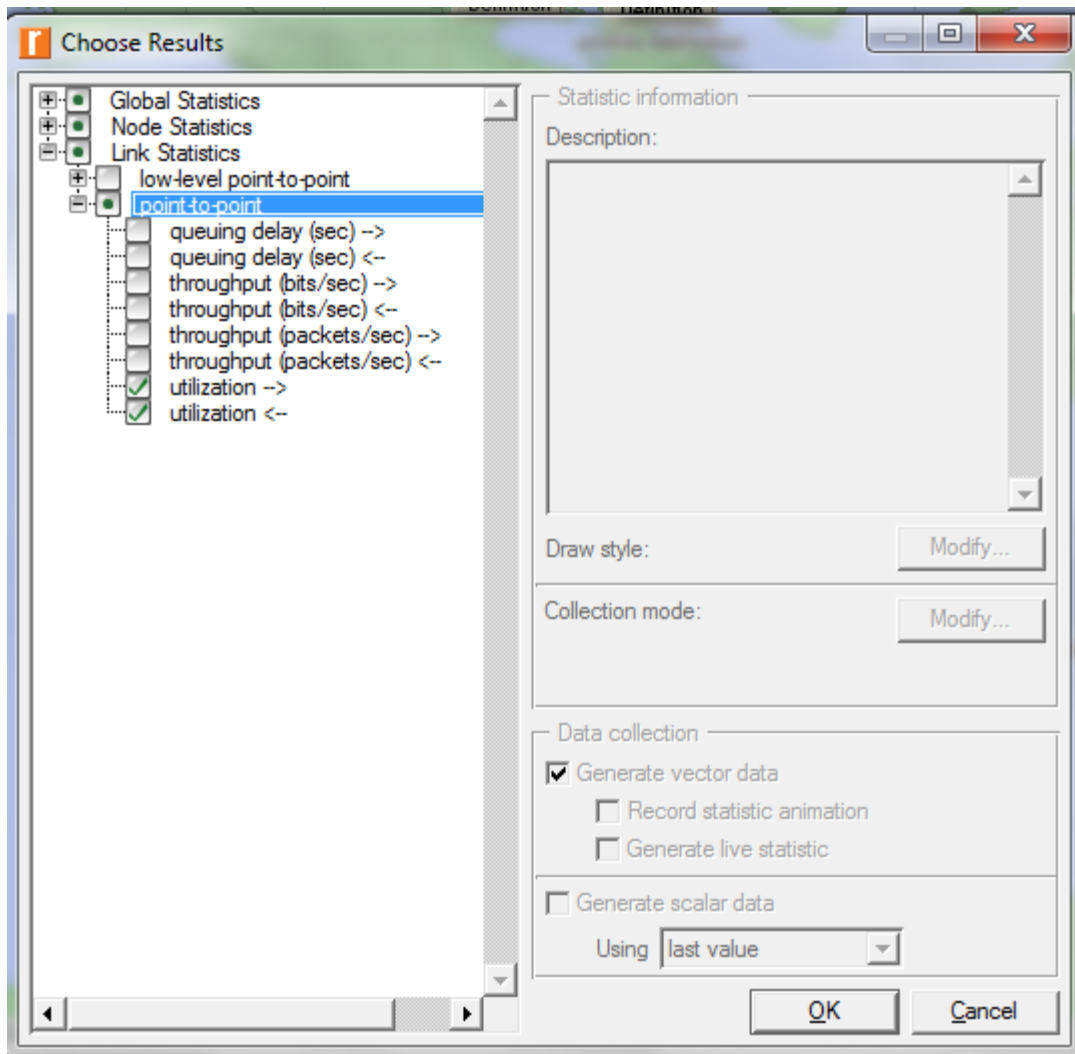 Definition Definition
Choose Results
Global Statistics
Node Statistics
Link Statistics
low-level point-to-point
point-to-point
queuing delay (sec) -->
queuing delay (sec) <--
throughput (bits/sec) -->
throughput (bits/sec) <--
throughput (packets/sec) -->
throughput (packets/sec) <--
utilization -->
utilization <--
Statistic information
Description:
Draw style:
Modify...
Collection mode:
Modify...
Data collection
Generate vector data
Record statistic animation
Generate live statistic
Generate scalar data
Using last value
OK
Cancel